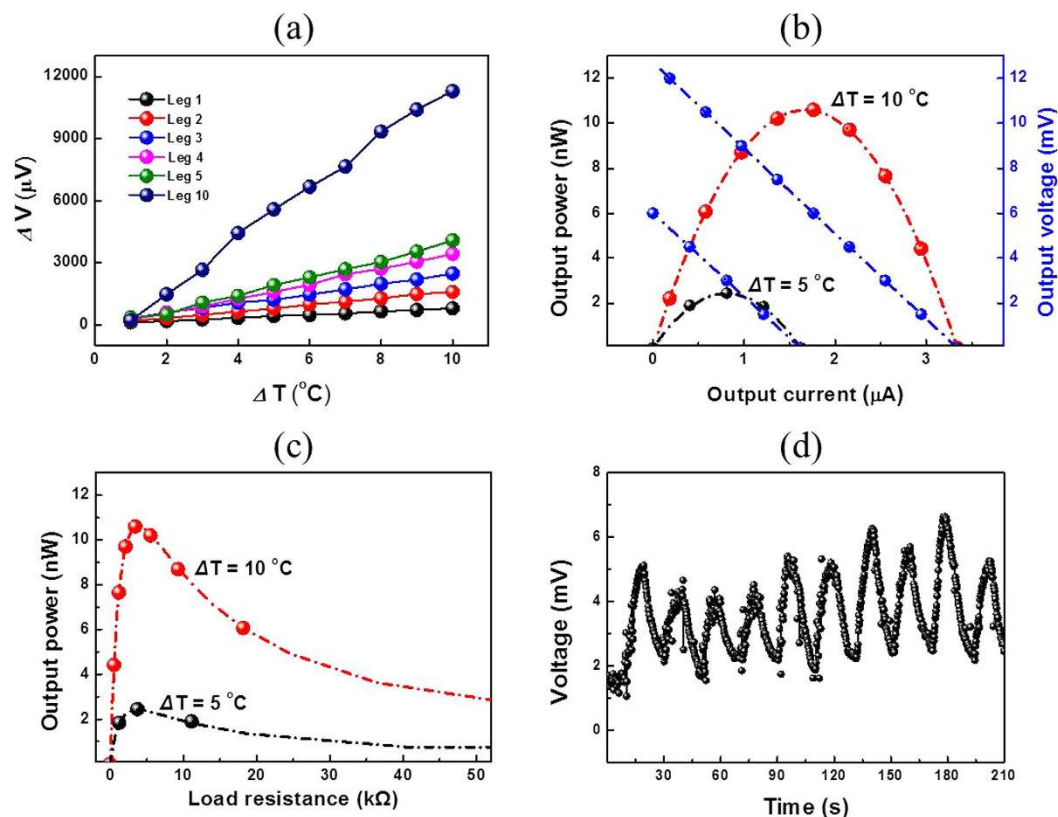 (a)
12000
9000
6000
3000
0
Δ V (μV)
Leg 1
Leg 2
Leg 3
Leg 4
Leg 5
Leg 10
0 2 4 6 8 10
Δ T (°C)
(b)
12
10
8
6
4
2
Output power (nW)
ΔT = 10 °C
ΔT = 5 °C
12
10
8
6
4
2
Output voltage (mV)
0 1 2 3
Output current (μA)
(c)
12
10
8
6
4
2
Output power (nW)
ΔT = 10 °C
ΔT = 5 °C
0 10 20 30 40 50
Load resistance (kΩ)
(d)
8
6
4
2
0
Voltage (mV)
30 60 90 120 150 180 210
Time (s)